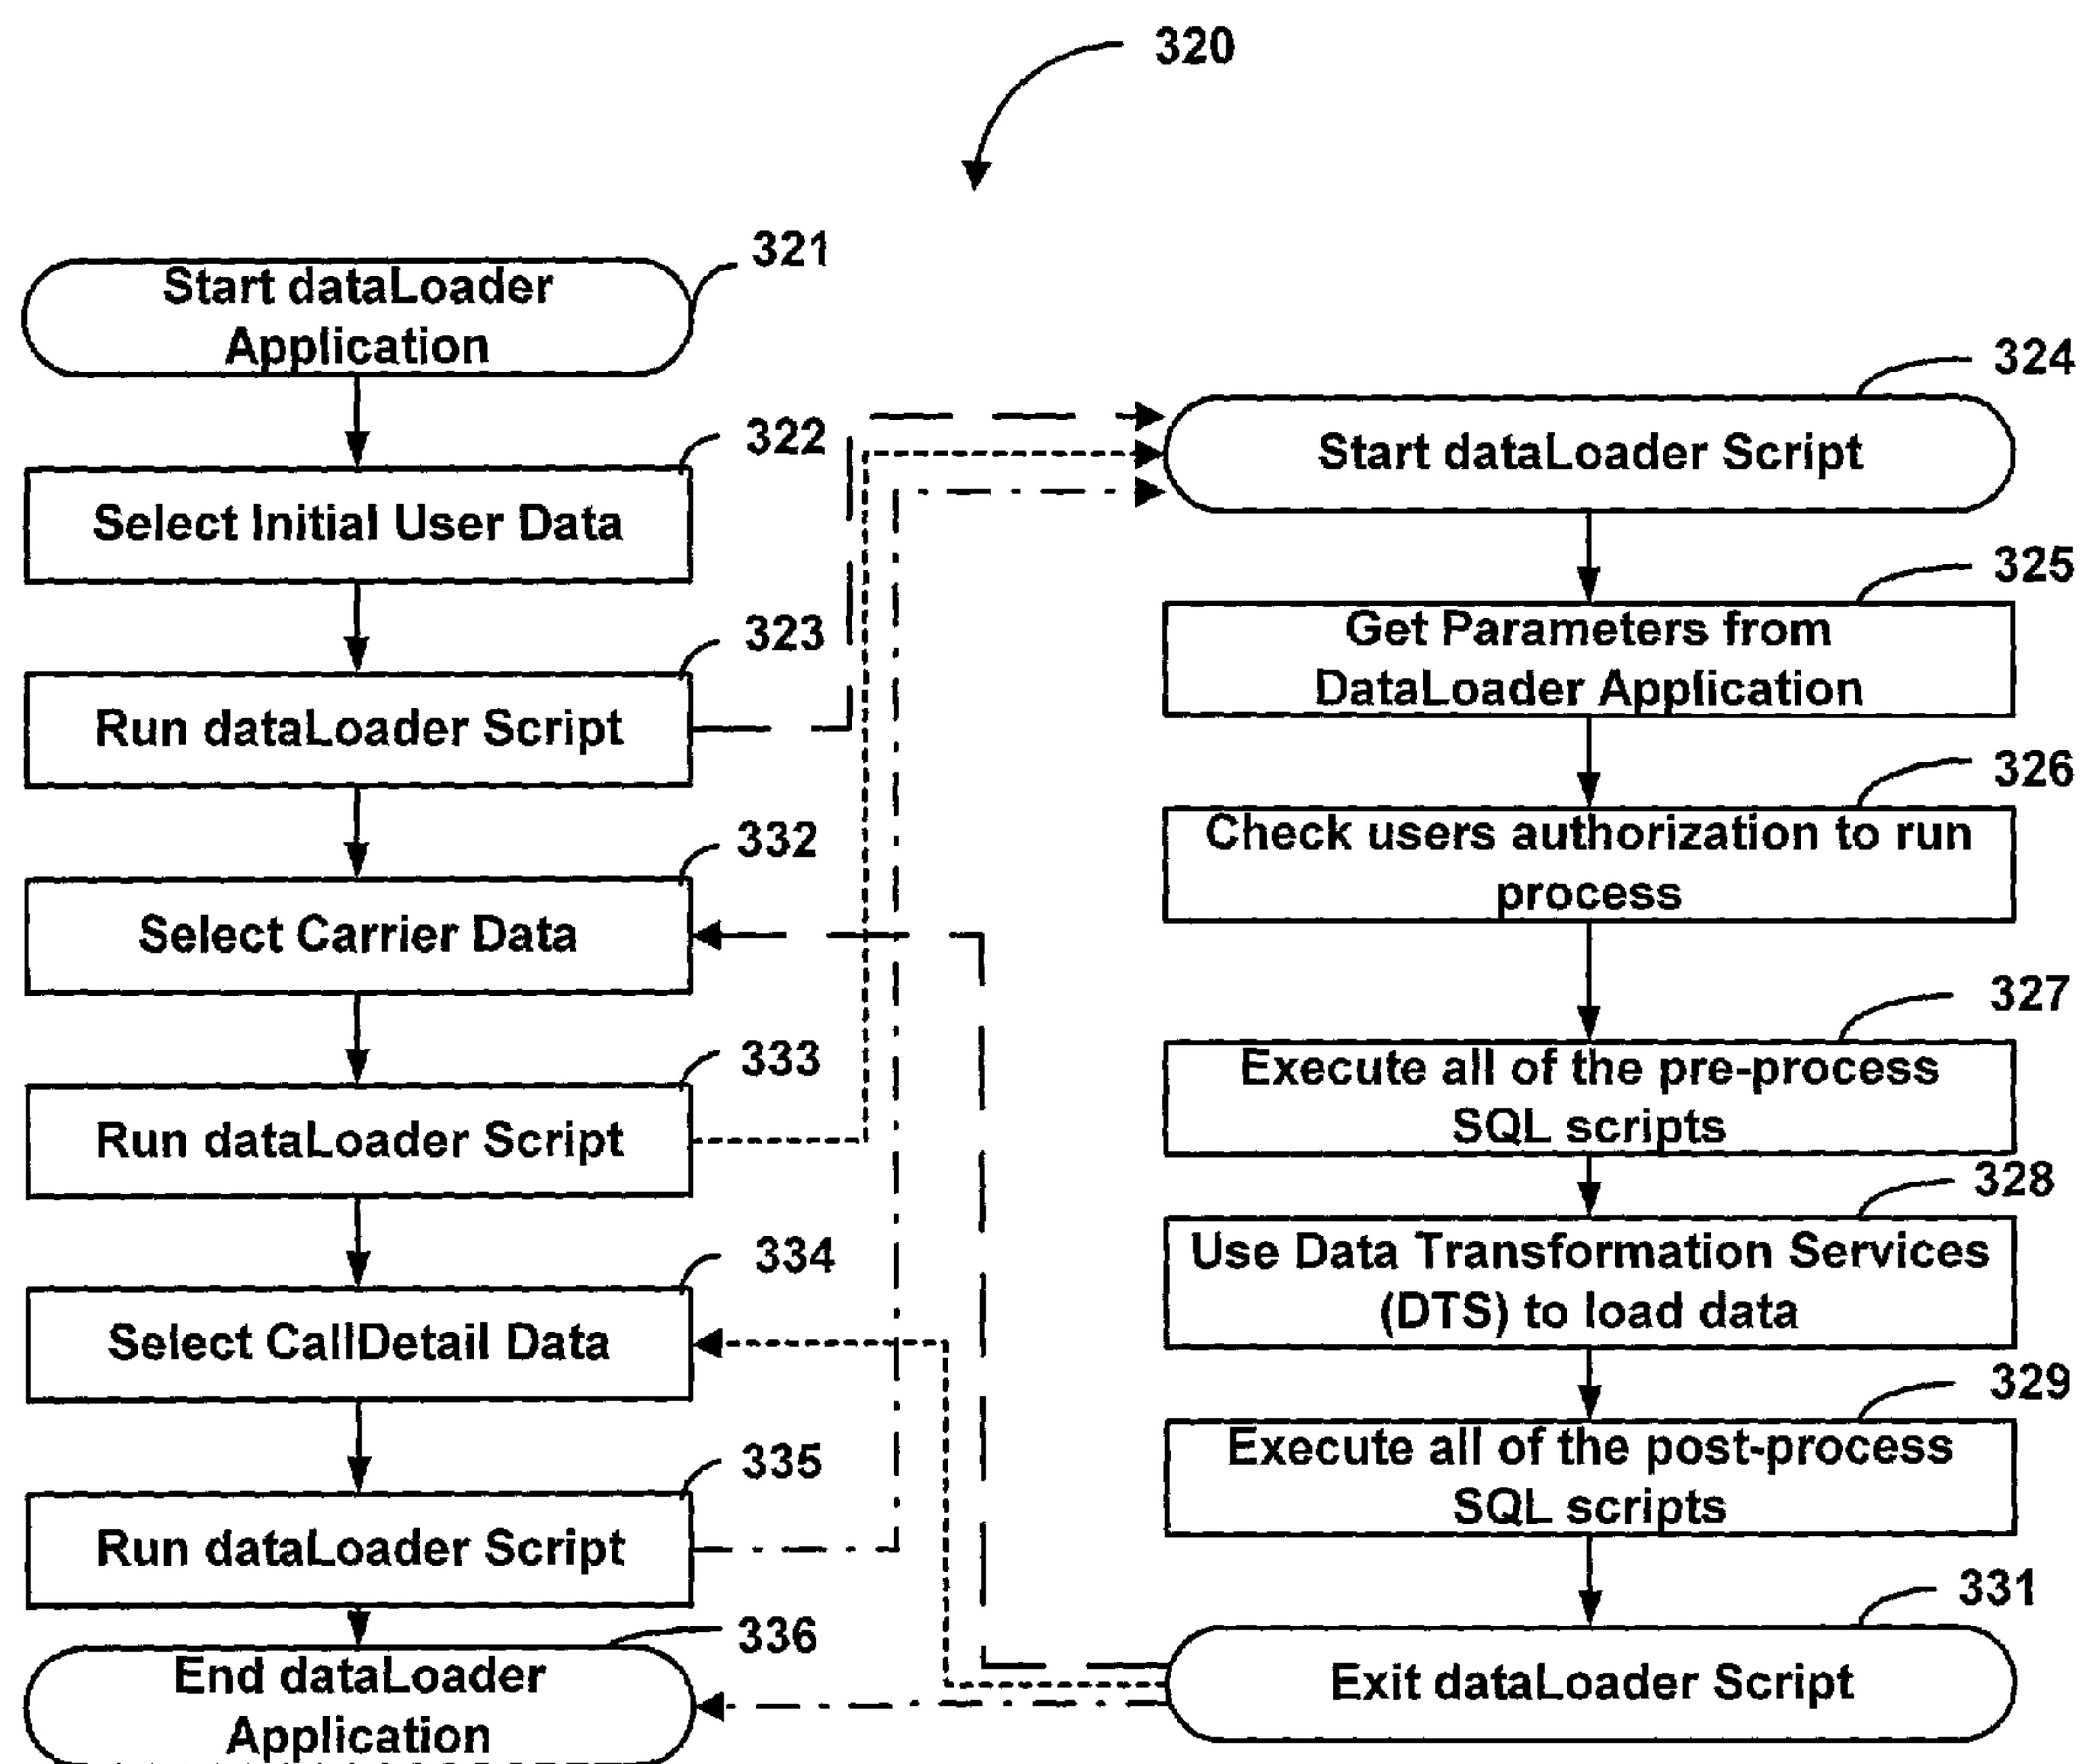 320
321
Start dataLoader
Application
322
Select Initial User Data
323
Run dataLoader Script
332
Select Carrier Data
333
Run dataLoader Script
334
Select CallDetail Data
335
Run dataLoader Script
336
End dataLoader
Application
324
Start dataLoader Script
325
Get Parameters from
DataLoader Application
326
Check users authorization to run
process
327
Execute all of the pre-process
SQL scripts
328
Use Data Transformation Services
(DTS) to load data
329
Execute all of the post-process
SQL scripts
331
Exit dataLoader Script